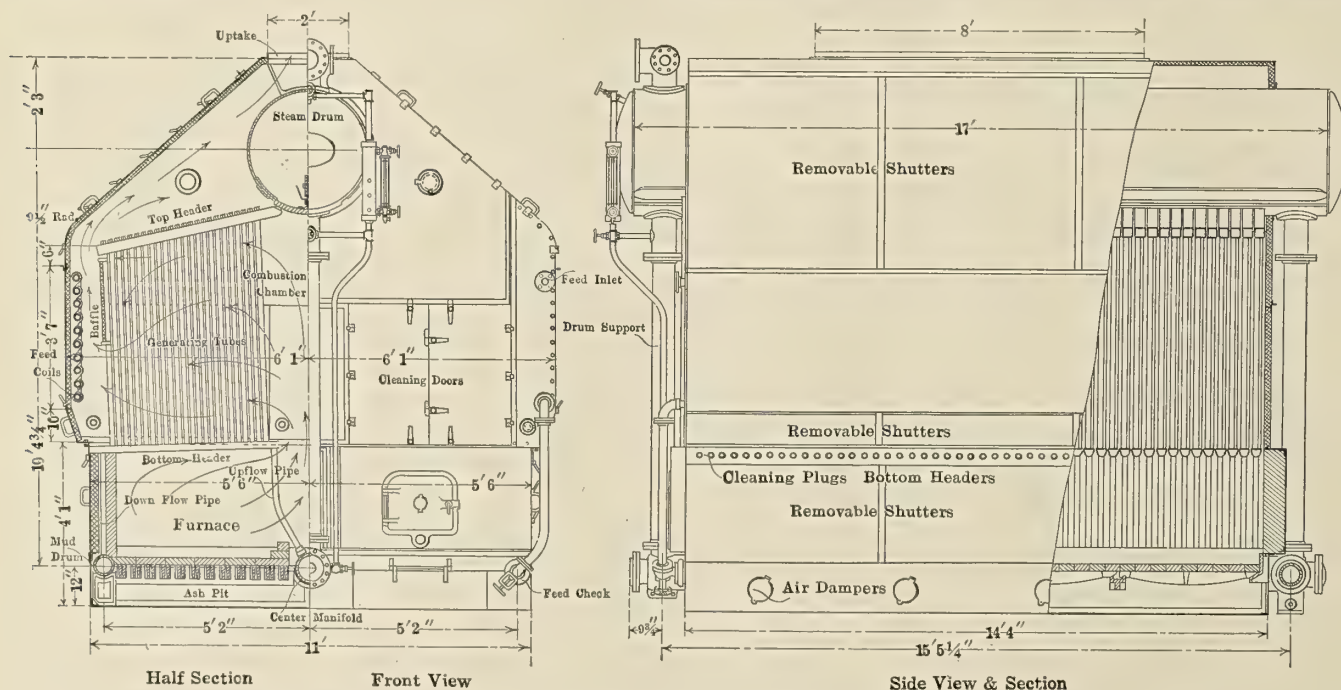 2'
Uptake
2' 3"
Steam Drum
9½" Rad.
Top Header
6"
Combustion
Chamber
Feed Inlet
3' 7"
Baffle
Generating Tubes
Feed
Coils
6' 1"
6' 1"
Cleaning Doors
10"
10' 4¾"
Bottom Header
Upflow Pipe
5' 6"
5' 6"
Down Flow Pipe
4' 1"
Furnace
Mud
Drum
12"
Ash Pit
Feed Check
Center Manifold
5' 2"
5' 2"
11'
Half Section
Front View
8'
17'
Removable Shutters
Drum Support
Removable Shutters
Cleaning Plugs Bottom Headers
Removable Shutters
Air Dampers
9¾"
14' 4"
15' 5¼"
Side View & Section